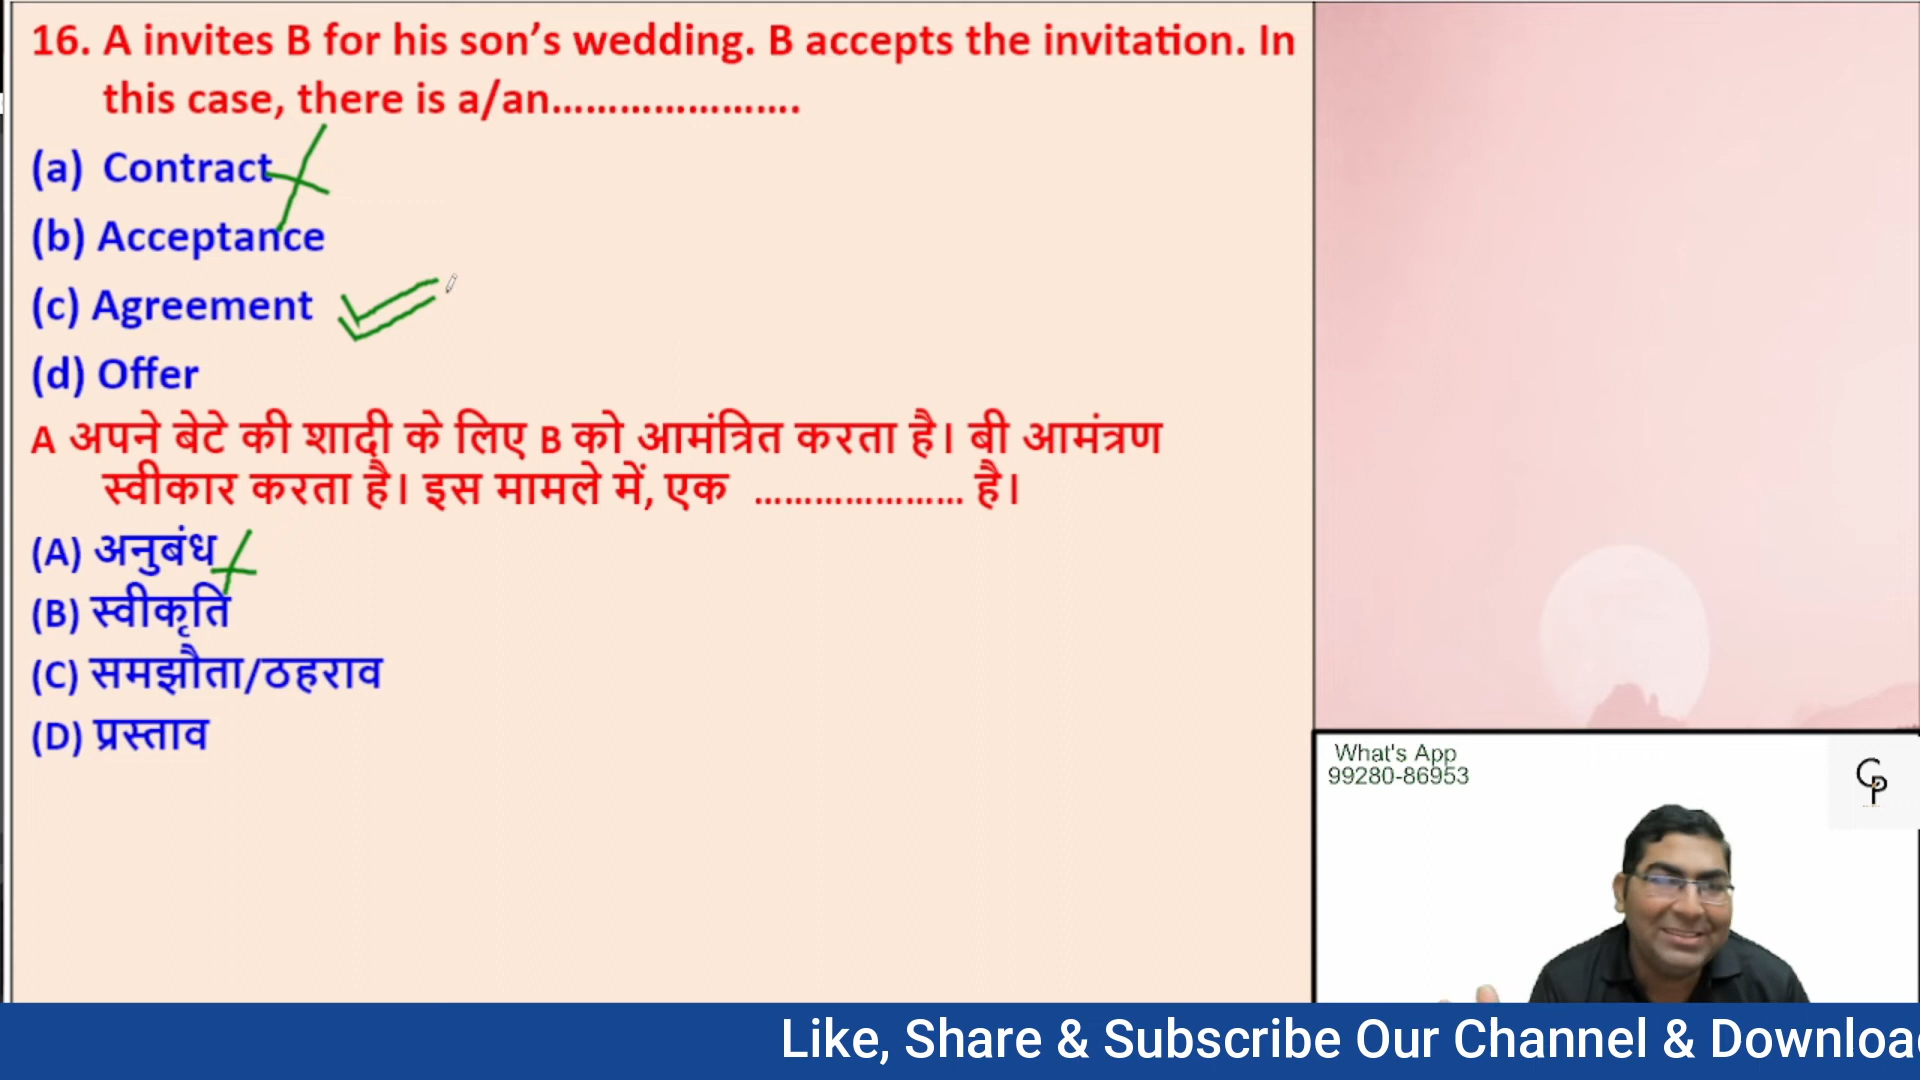 16. A invites B for his son’s wedding. B accepts the invitation. In
this case, there is a/an………………….
(a) Contract
(b) Acceptance
(c) Agreement
(d) Offer
A अपने बेटे की शादी के लिए B को आमंत्रित करता है। बी आमंत्रण
स्वीकार करता है। इस मामले में, एक ………………… है।
(A) अनुबंध
(B) स्वीकृति
(C) समझौता/ठहराव
(D) प्रस्ताव
What's App
99280-86953
CP
Like, Share & Subscribe Our Channel & Downloa